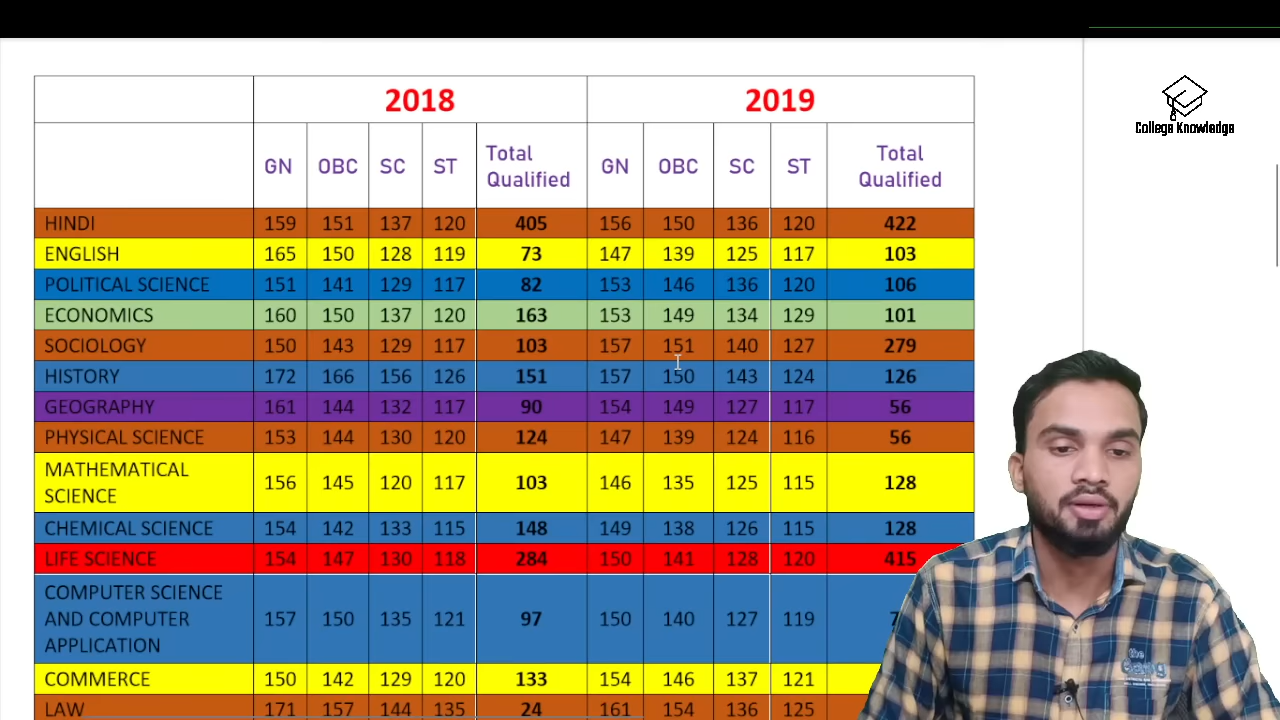 2018 2019
GN OBC SC ST Total Qualified GN OBC SC ST Total Qualified
HINDI 159 151 137 120 405 156 150 136 120 422
ENGLISH 165 150 128 119 73 147 139 125 117 103
POLITICAL SCIENCE 151 141 129 117 82 153 146 136 120 106
ECONOMICS 160 150 137 120 163 153 149 134 129 101
SOCIOLOGY 150 143 129 117 103 157 151 140 127 279
HISTORY 172 166 156 126 151 157 150 143 124 126
GEOGRAPHY 161 144 132 117 90 154 149 127 117 56
PHYSICAL SCIENCE 153 144 130 120 124 147 139 124 116 56
MATHEMATICAL SCIENCE 156 145 120 117 103 146 135 125 115 128
CHEMICAL SCIENCE 154 142 133 115 148 149 138 126 115 128
LIFE SCIENCE 154 147 130 118 284 150 141 128 120 415
COMPUTER SCIENCE AND COMPUTER APPLICATION 157 150 135 121 97 150 140 127 119
COMMERCE 150 142 129 120 133 154 146 137 121
LAW 171 157 144 135 24 161 154 136 125
College Knowledge
the